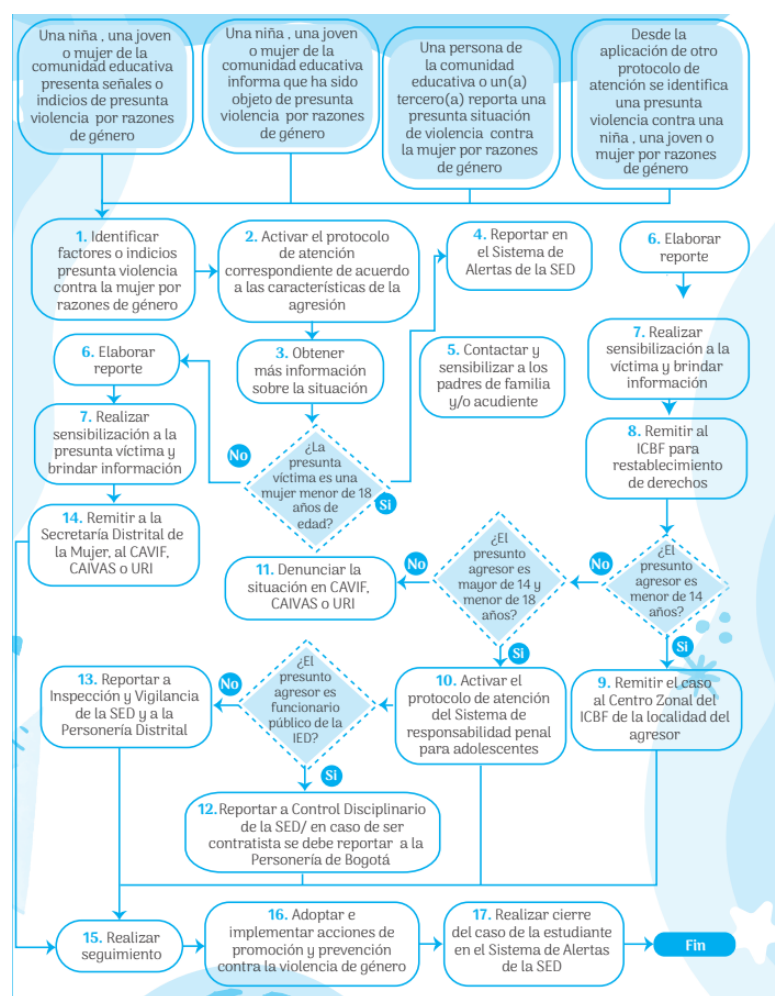 Una niña , una joven
o mujer de la
comunidad educativa
presenta señales o
indicios de presunta
violencia por razones
de género
Una niña, una joven
o mujer de la
comunidad educativa
informa que ha sido
objeto de presunta
violencia por razones
de género
Una persona de
la comunidad
educativa o un(a)
tercero(a) reporta una
presunta situación
de violencia contra
la mujer por razones
de género
Desde la
aplicación de otro
protocolo de
atención se identifica
una presunta
violencia contra una
niña , una joven o
mujer por razones de
género
1. Identificar
factores o indicios
presunta violencia
contra la mujer por
razones de género
2. Activar el protocolo
de atención
correspondiente de acuerdo
a las características de la
agresión
4. Reportar en
el Sistema de
Alertas de la SED
6. Elaborar
reporte
3. Obtener
más información
sobre la situación
5. Contactar y
sensibilizar a los
padres de familia
y/o acudiente
7. Realizar
sensibilización a la
víctima y brindar
información
6. Elaborar
reporte
7. Realizar
sensibilización a la
presunta víctima y
brindar información
No
¿La
presunta
víctima es una
mujer menor de 18
años de
edad?
Si
8. Remitir al
ICBF para
restablecimiento
de derechos
14. Remitir a la
Secretaría Distrital de
la Mujer, al CAVIF,
CAIVAS o URI
11. Denunciar la
situación en CAVIF,
CAIVAS o URI
No
¿El
presunto
agresor es
mayor de 14 y
menor de 18
años?
Si
No
¿El
presunto
agresor es
menor de 14
años?
Si
13. Reportar a
Inspección y Vigilancia
de la SED y a la
Personería Distrital
No
¿El
presunto
agresor es
funcionario
público de la
IED?
Si
10. Activar el
protocolo de atención
del Sistema de
responsabilidad penal
para adolescentes
9. Remitir el caso
al Centro Zonal del
ICBF de la localidad del
agresor
12.Reportar a Control Disciplinario
de la SED/ en caso de ser
contratista se debe reportar a la
Personería de Bogotá
15. Realizar
seguimiento
16. Adoptar e
implementar acciones de
promoción y prevención
contra la violencia de género
17. Realizar cierre
del caso de la estudiante
en el Sistema de Alertas
de la SED
Fin